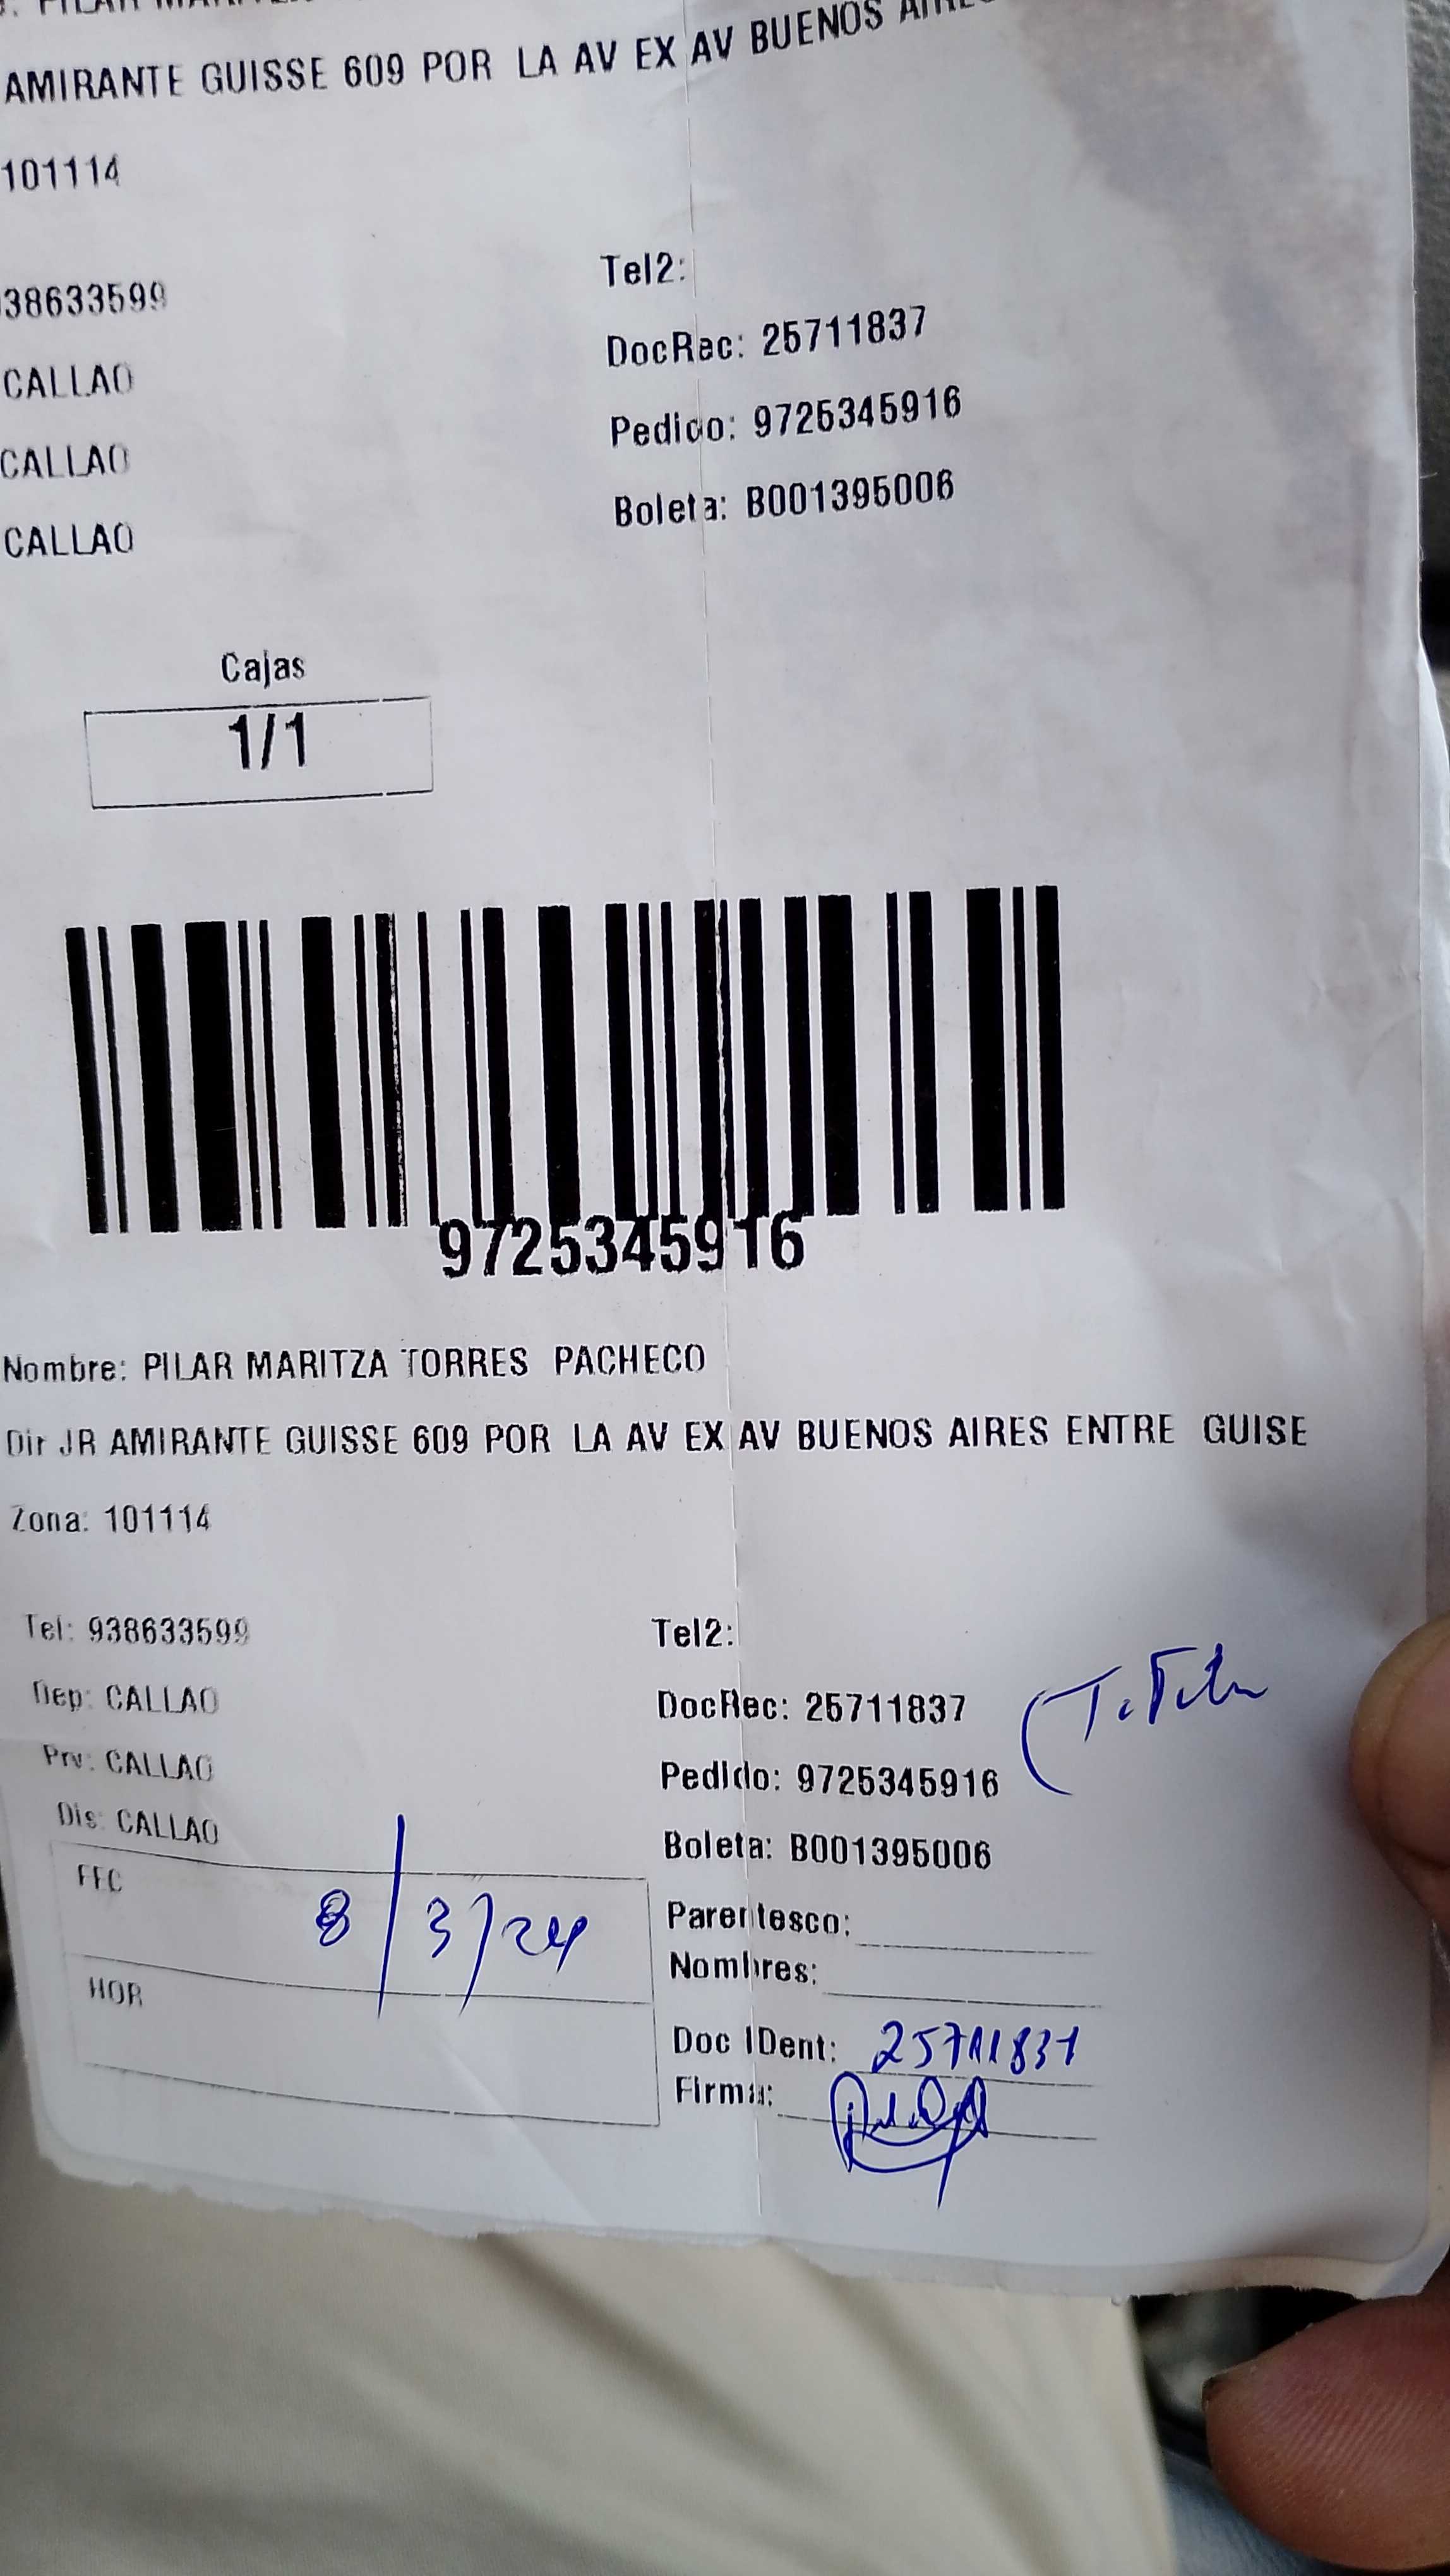 AMIRANTE GUISSE 609 POR LA AV EX AV BUENOS
101114
38633599 Tel2:
CALLAO DocRec: 25711837
CALLAO Pedido: 9725345916
CALLAO Boleta: B001395006
Cajas
1/1
9725345916
Nombre: PILAR MARITZA TORRES PACHECO
Dir JR AMIRANTE GUISSE 609 POR LA AV EX AV BUENOS AIRES ENTRE GUISE
Zona: 101114
Tel: 938633599 Tel2:
Dep: CALLAO DocRec: 25711837
Prv: CALLAO Pedido: 9725345916
Dis: CALLAO Boleta: B001395006
FEC 8/3/24 Parentesco:
Nombres:
HOR
Doc IDent: 25711837
Firma: